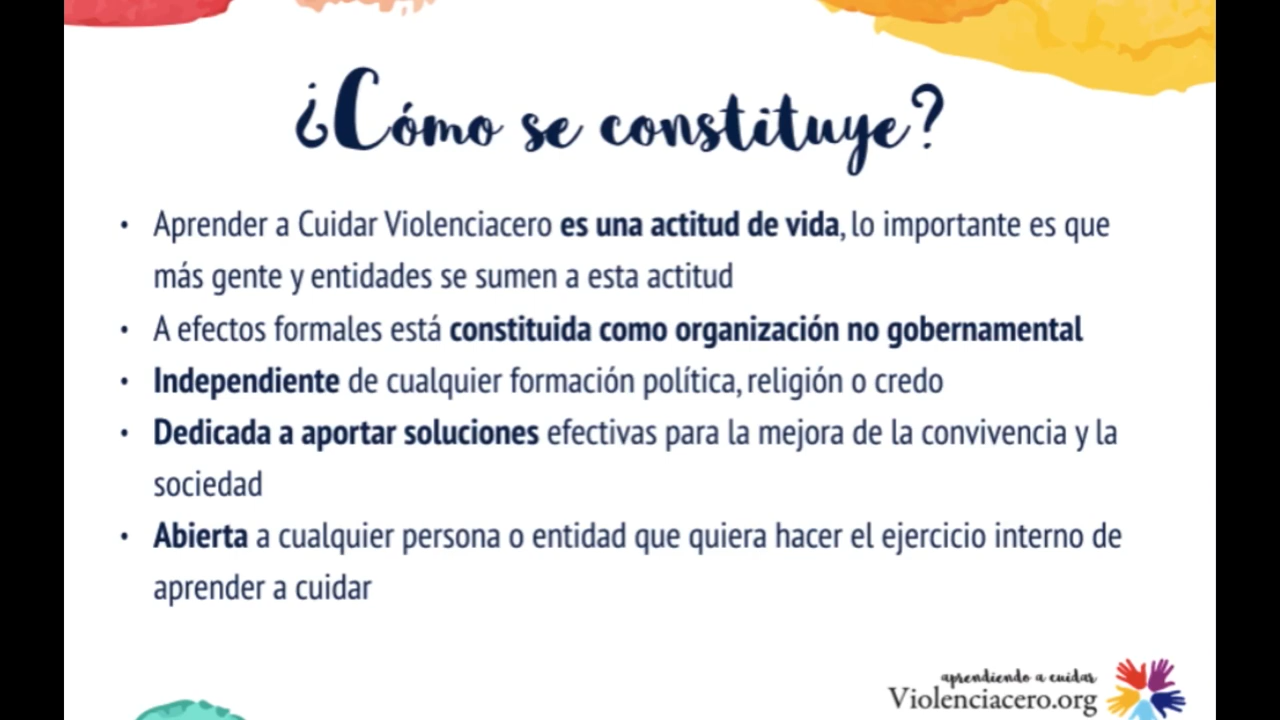 ¿Cómo se constituye?
• Aprender a Cuidar Violenciacero es una actitud de vida, lo importante es que
más gente y entidades se sumen a esta actitud
• A efectos formales está constituida como organización no gobernamental
• Independiente de cualquier formación política, religión o credo
• Dedicada a aportar soluciones efectivas para la mejora de la convivencia y la
sociedad
• Abierta a cualquier persona o entidad que quiera hacer el ejercicio interno de
aprender a cuidar
aprendiendo a cuidar
Violenciacero.org